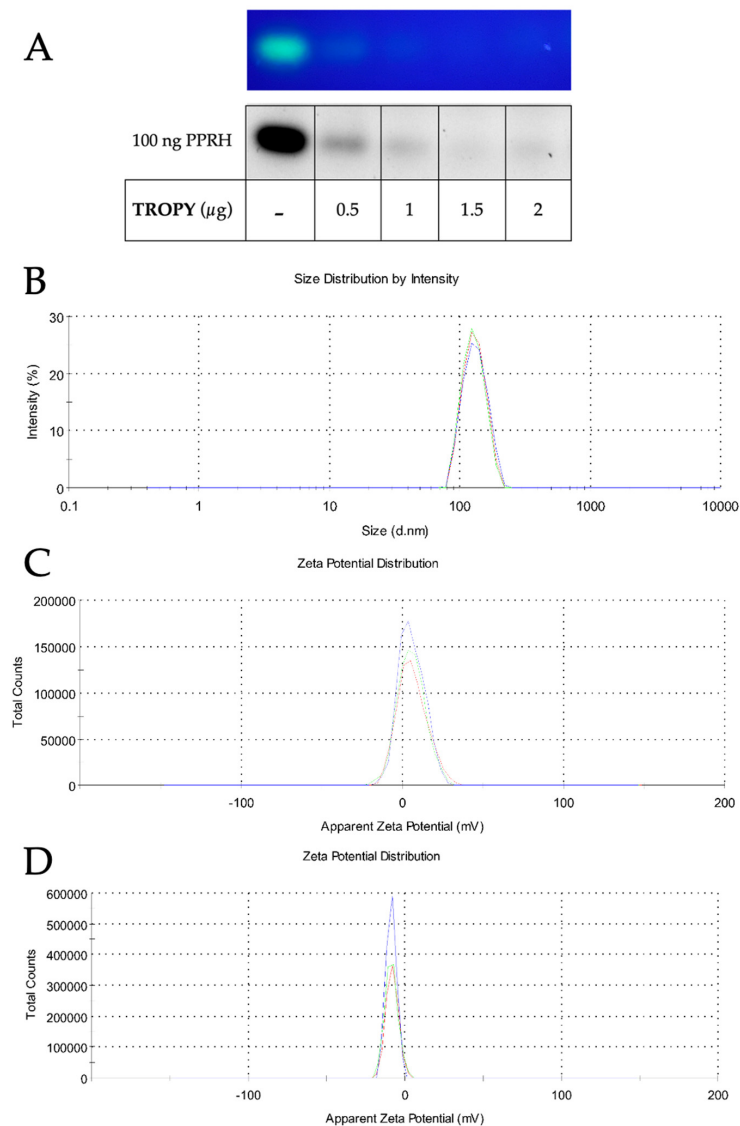 A
100 ng PPRH
TROPY (µg) - 0.5 1 1.5 2
B
Size Distribution by Intensity
30
20
10
0
Intensity (%)
0.1 1 10 100 1000 10000
Size (d.nm)
C
Zeta Potential Distribution
200000
150000
100000
50000
0
Total Counts
-100 0 100 200
Apparent Zeta Potential (mV)
D
Zeta Potential Distribution
600000
500000
400000
300000
200000
100000
0
Total Counts
-100 0 100 200
Apparent Zeta Potential (mV)